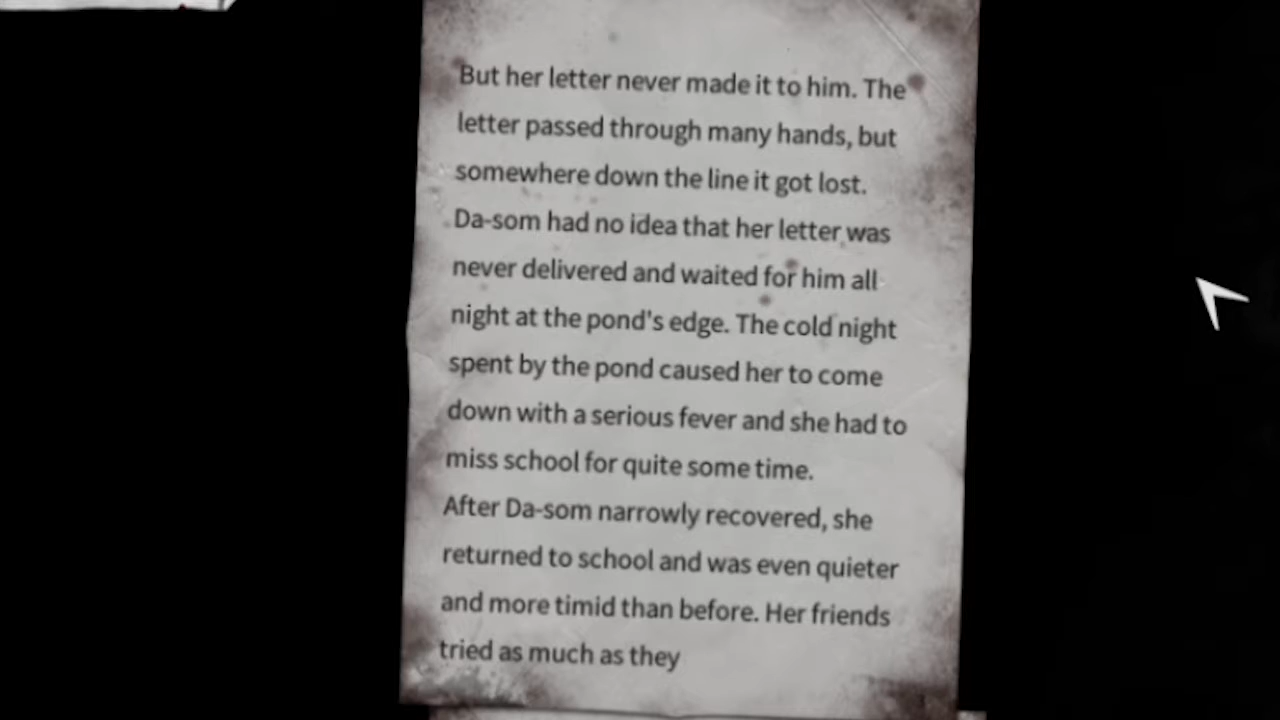 But her letter never made it to him. The
letter passed through many hands, but
somewhere down the line it got lost.
Da-som had no idea that her letter was
never delivered and waited for him all
night at the pond's edge. The cold night
spent by the pond caused her to come
down with a serious fever and she had to
miss school for quite some time.
After Da-som narrowly recovered, she
returned to school and was even quieter
and more timid than before. Her friends
tried as much as they